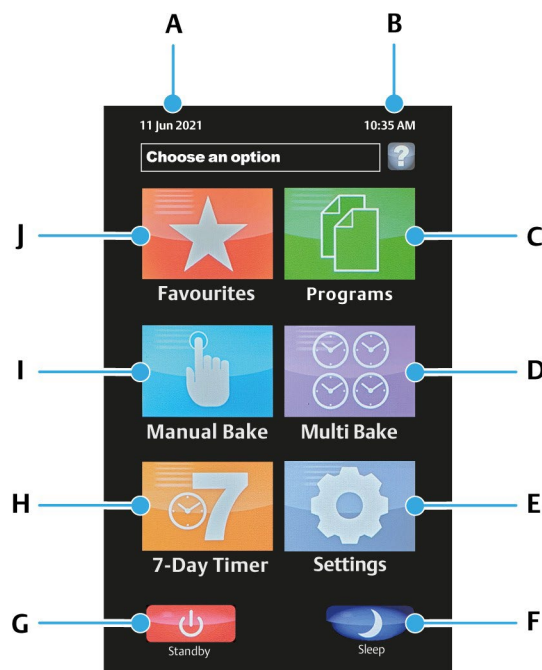 A B
11 Jun 2021 10:35 AM
Choose an option ?
J C
Favourites Programs
I D
Manual Bake Multi Bake
7
H E
7-Day Timer Settings
G F
Standby Sleep